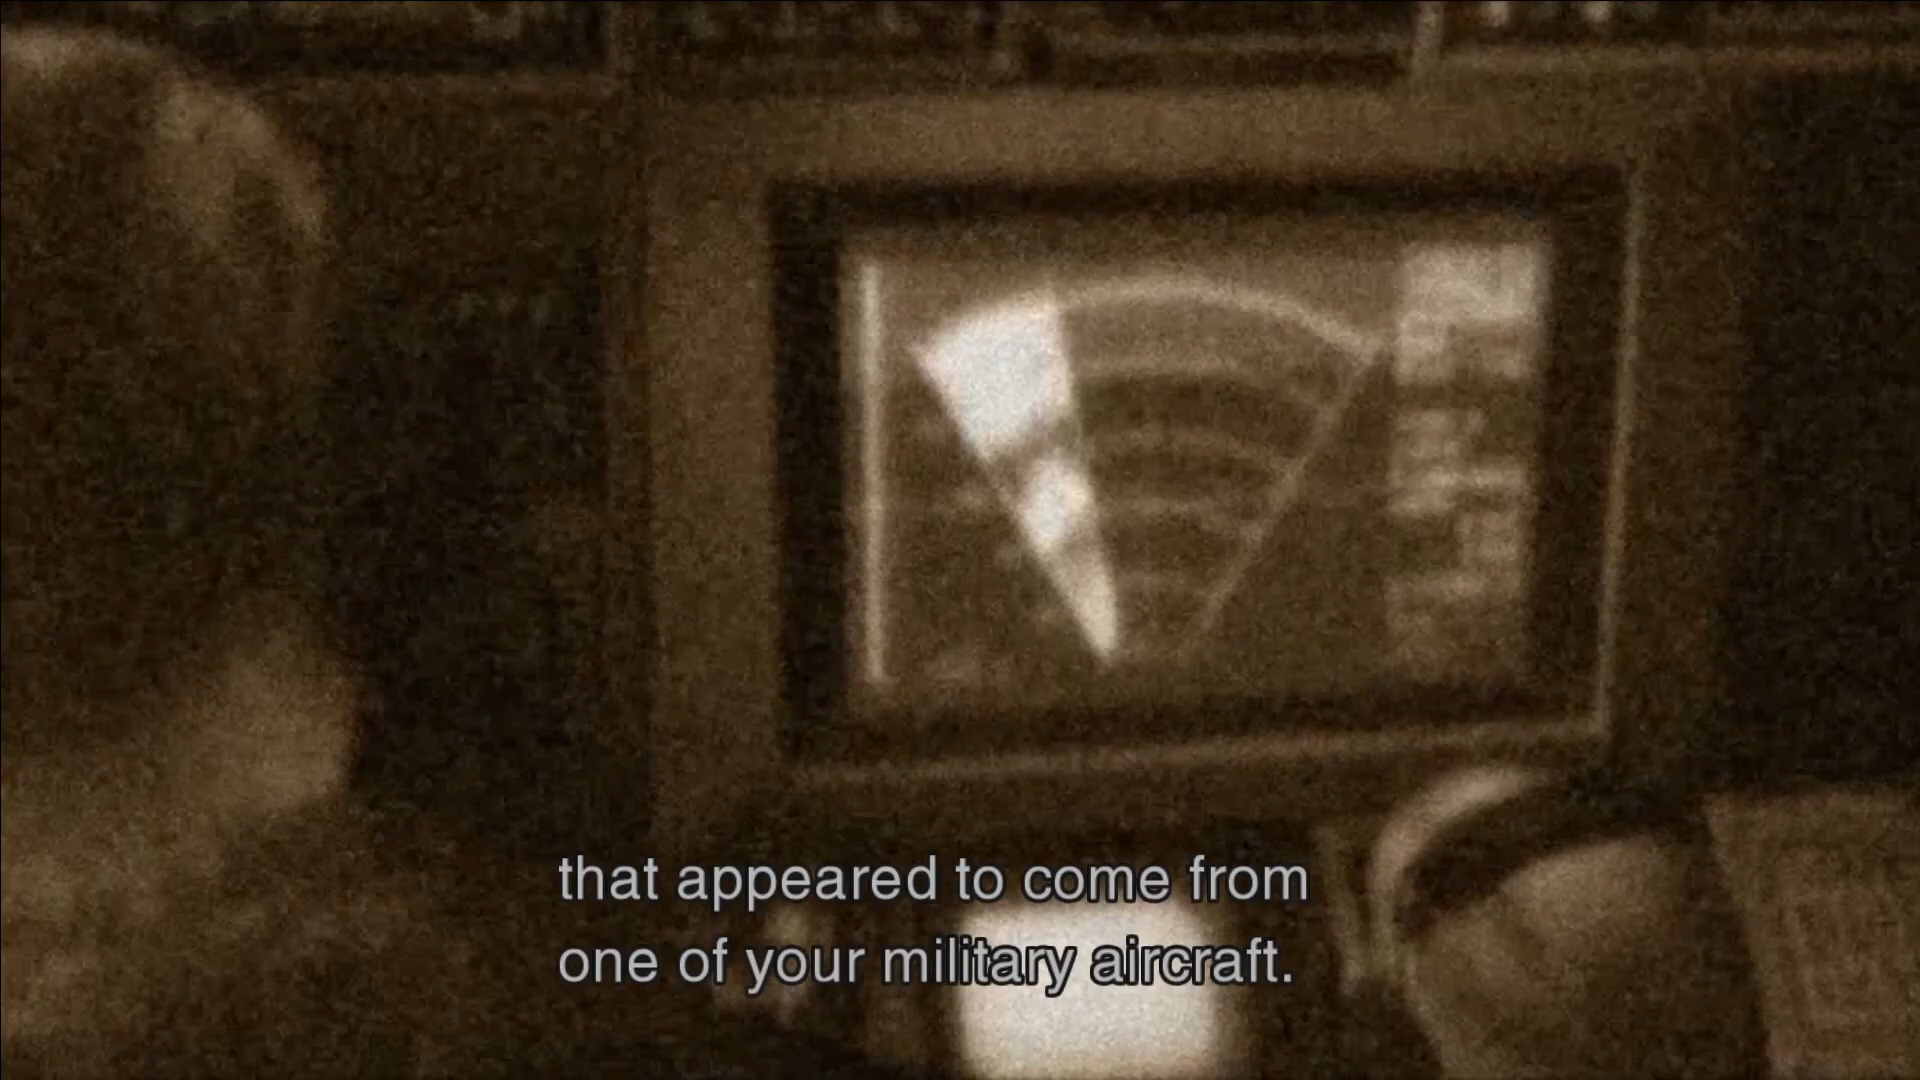 that appeared to come from
one of your military aircraft.